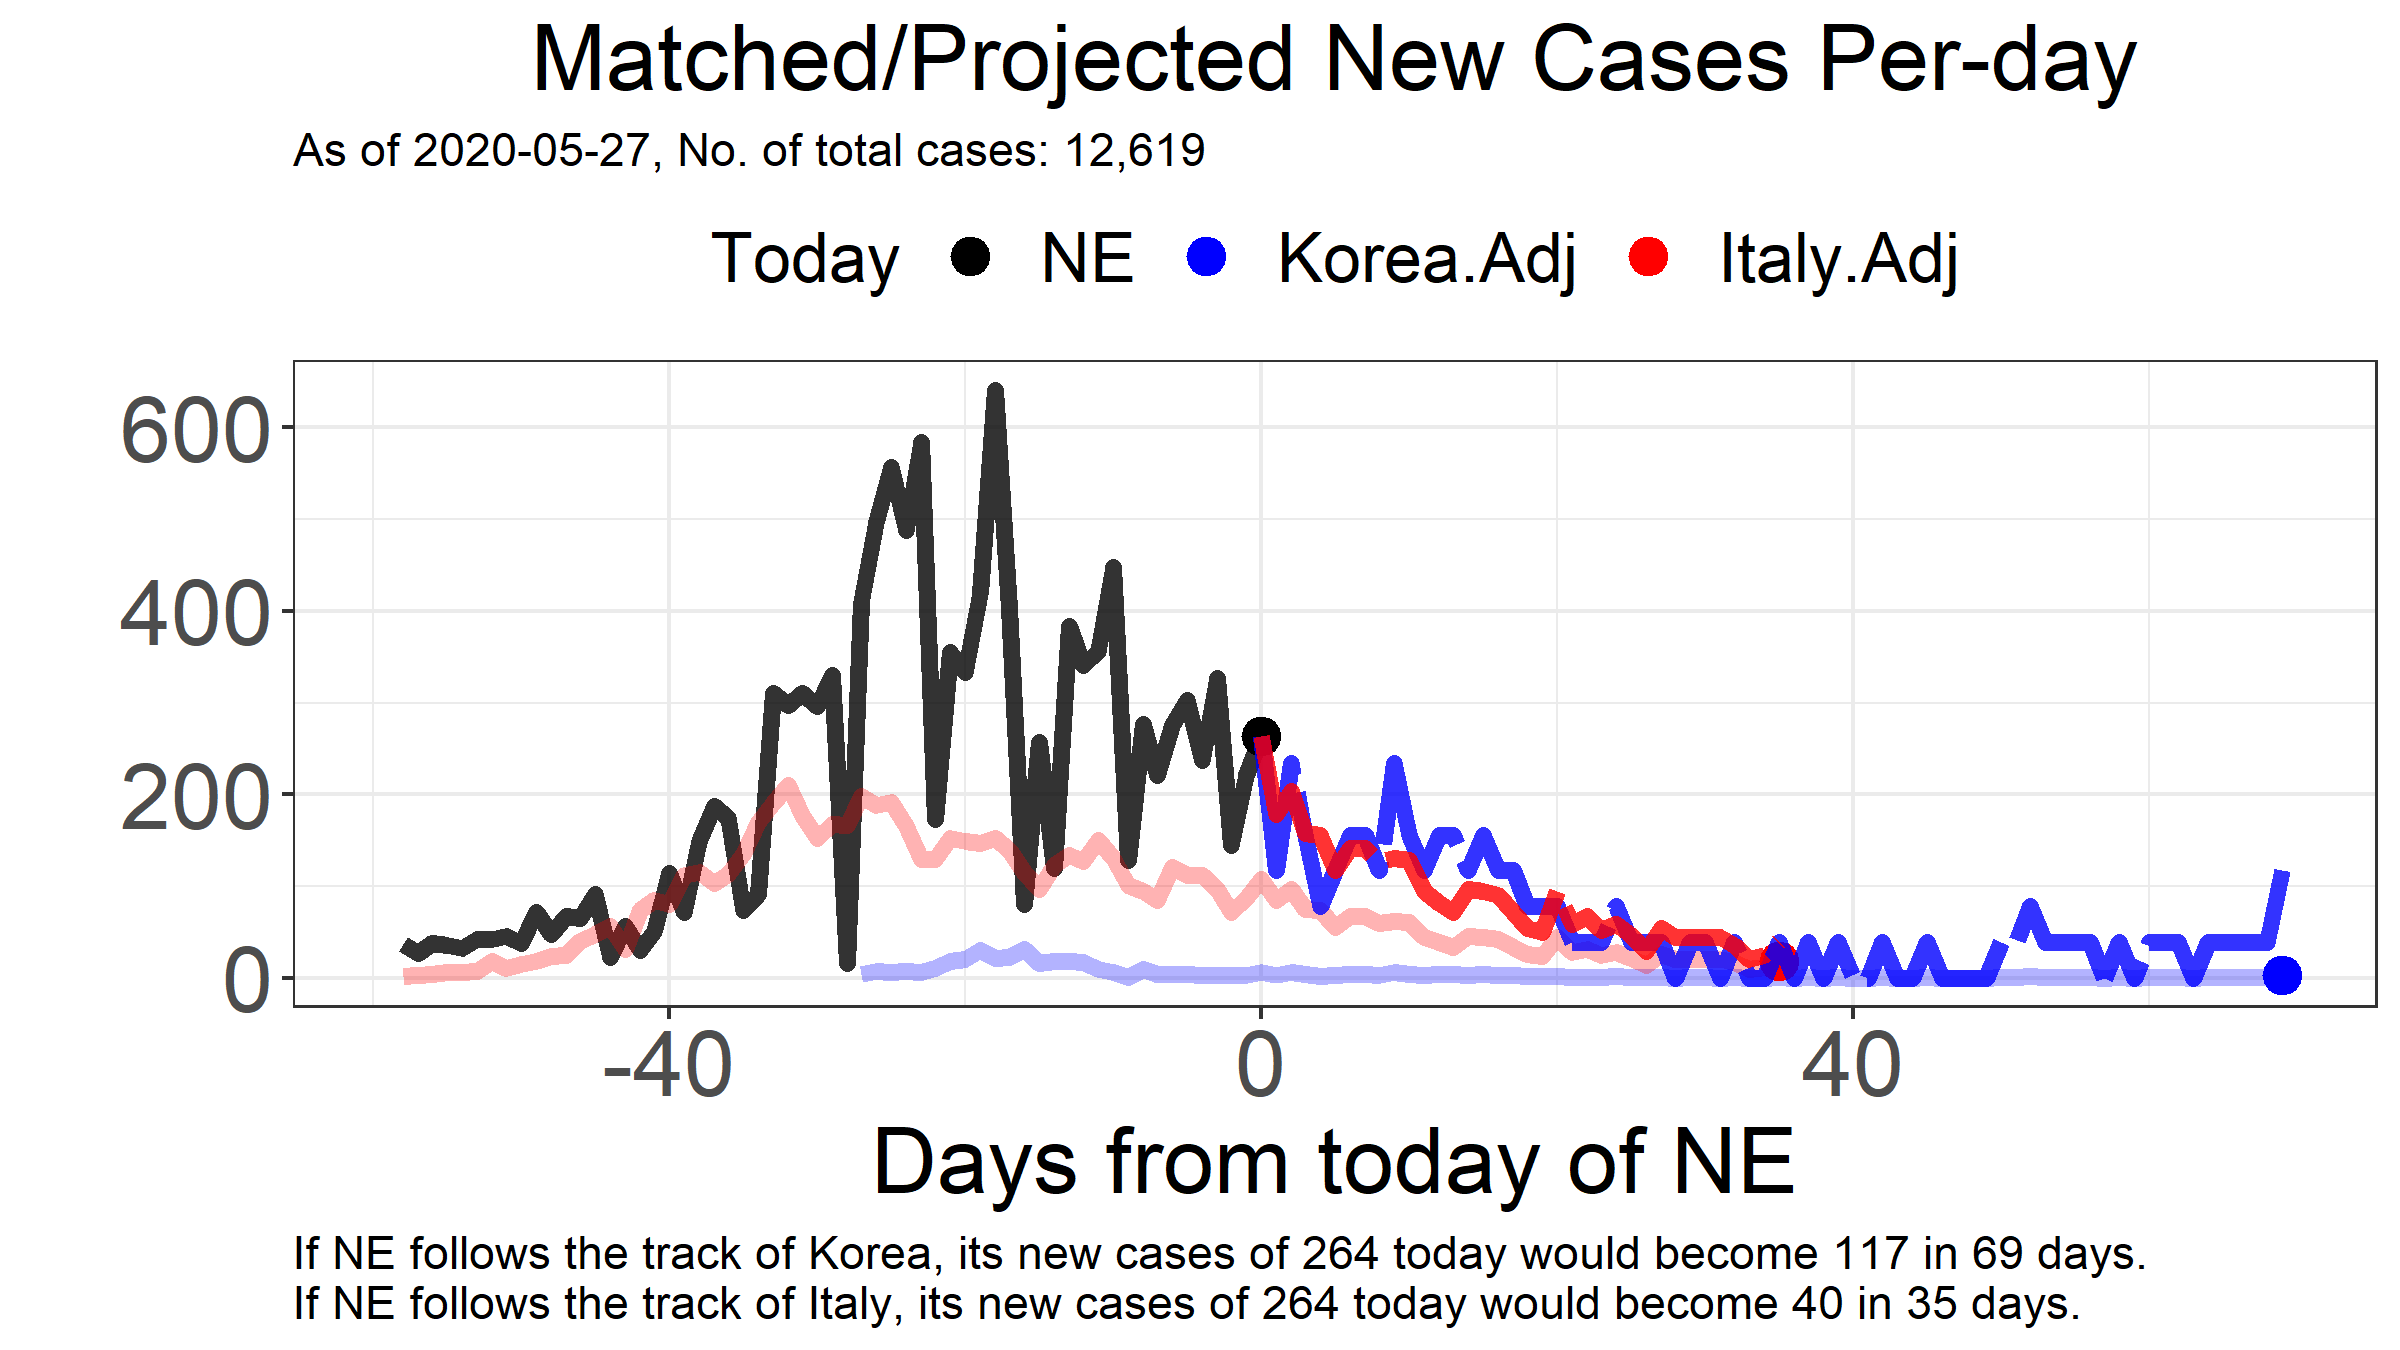 Matched/Projected New Cases Per-day
As of 2020-05-27, No. of total cases: 12,619
Today NE Korea.Adj Italy.Adj
600
400
200
0
-40 0 40
Days from today of NE
If NE follows the track of Korea, its new cases of 264 today would become 117 in 69 days.
If NE follows the track of Italy, its new cases of 264 today would become 40 in 35 days.